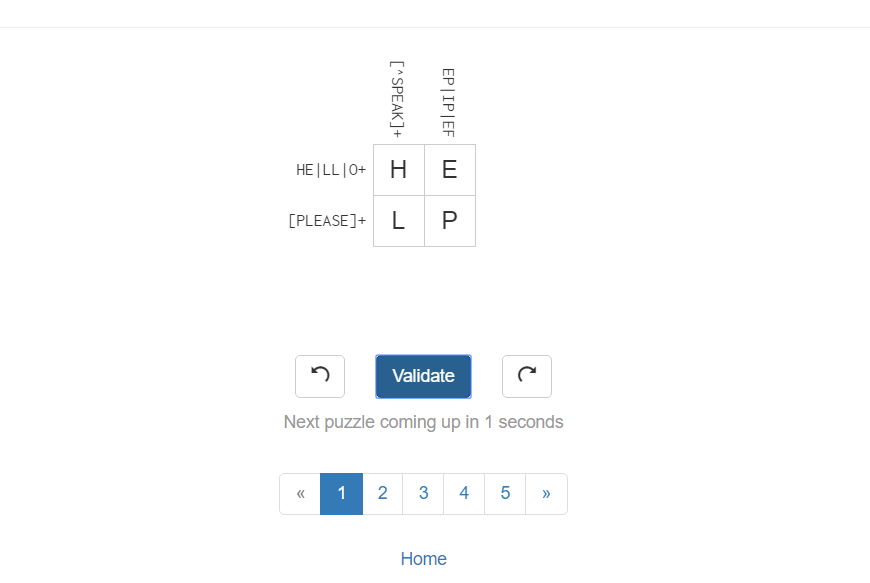 [^SPEAK]+ EP|IP|EF
HE|LL|O+ H E
[PLEASE]+ L P
Validate
Next puzzle coming up in 1 seconds
« 1 2 3 4 5 »
Home